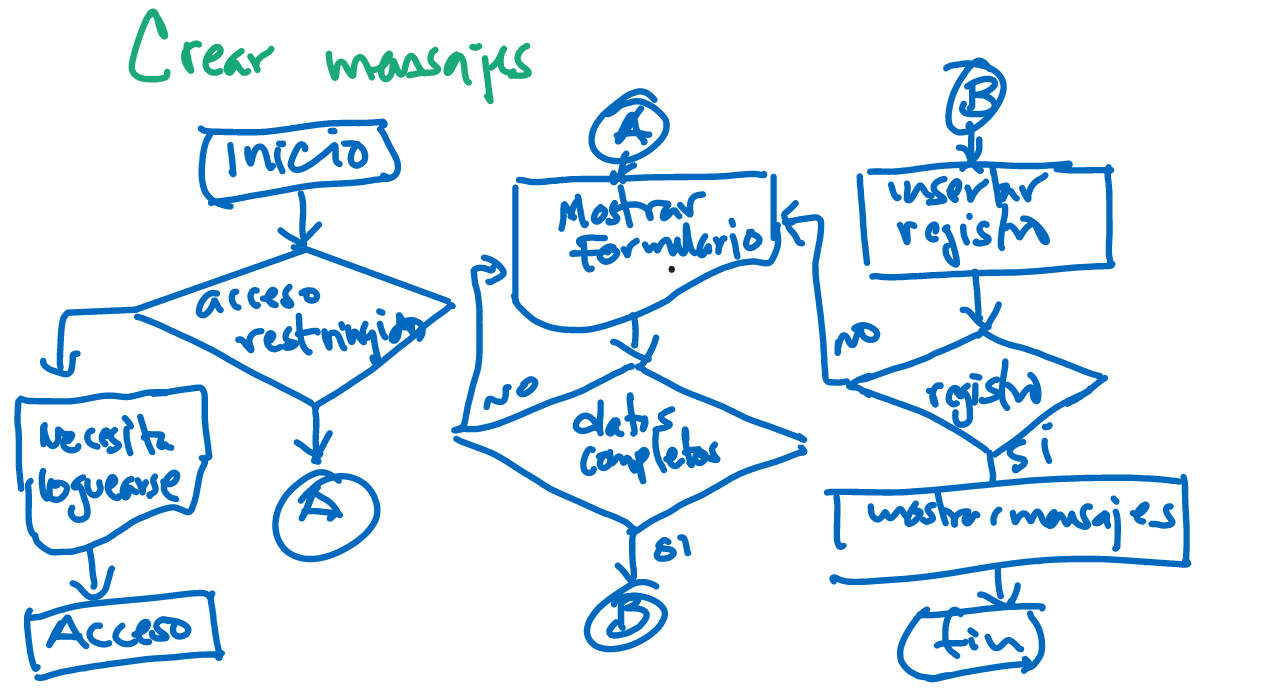 Crear mensajes
Inicio
acceso
restringido
Necesita
loguearse
Acceso
A
A
Mostrar
Formulario
NO
datos
completos
si
B
B
insertar
registro
NO
registro
si
mostrar mensajes
fin